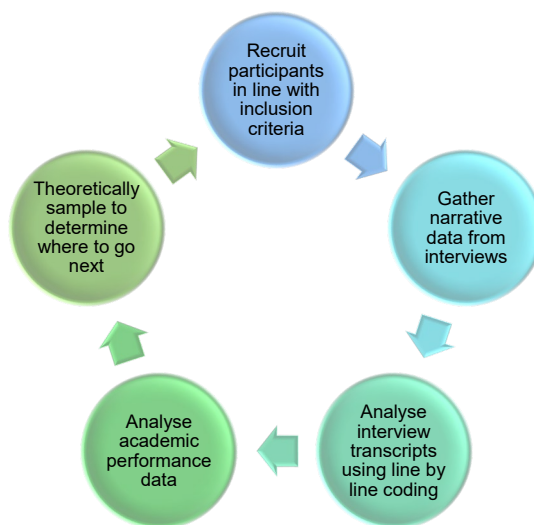 Recruit
participants
in line with
inclusion
criteria
Gather
narrative
data from
interviews
Analyse
interview
transcripts
using line by
line coding
Analyse
academic
performance
data
Theoretically
sample to
determine
where to go
next